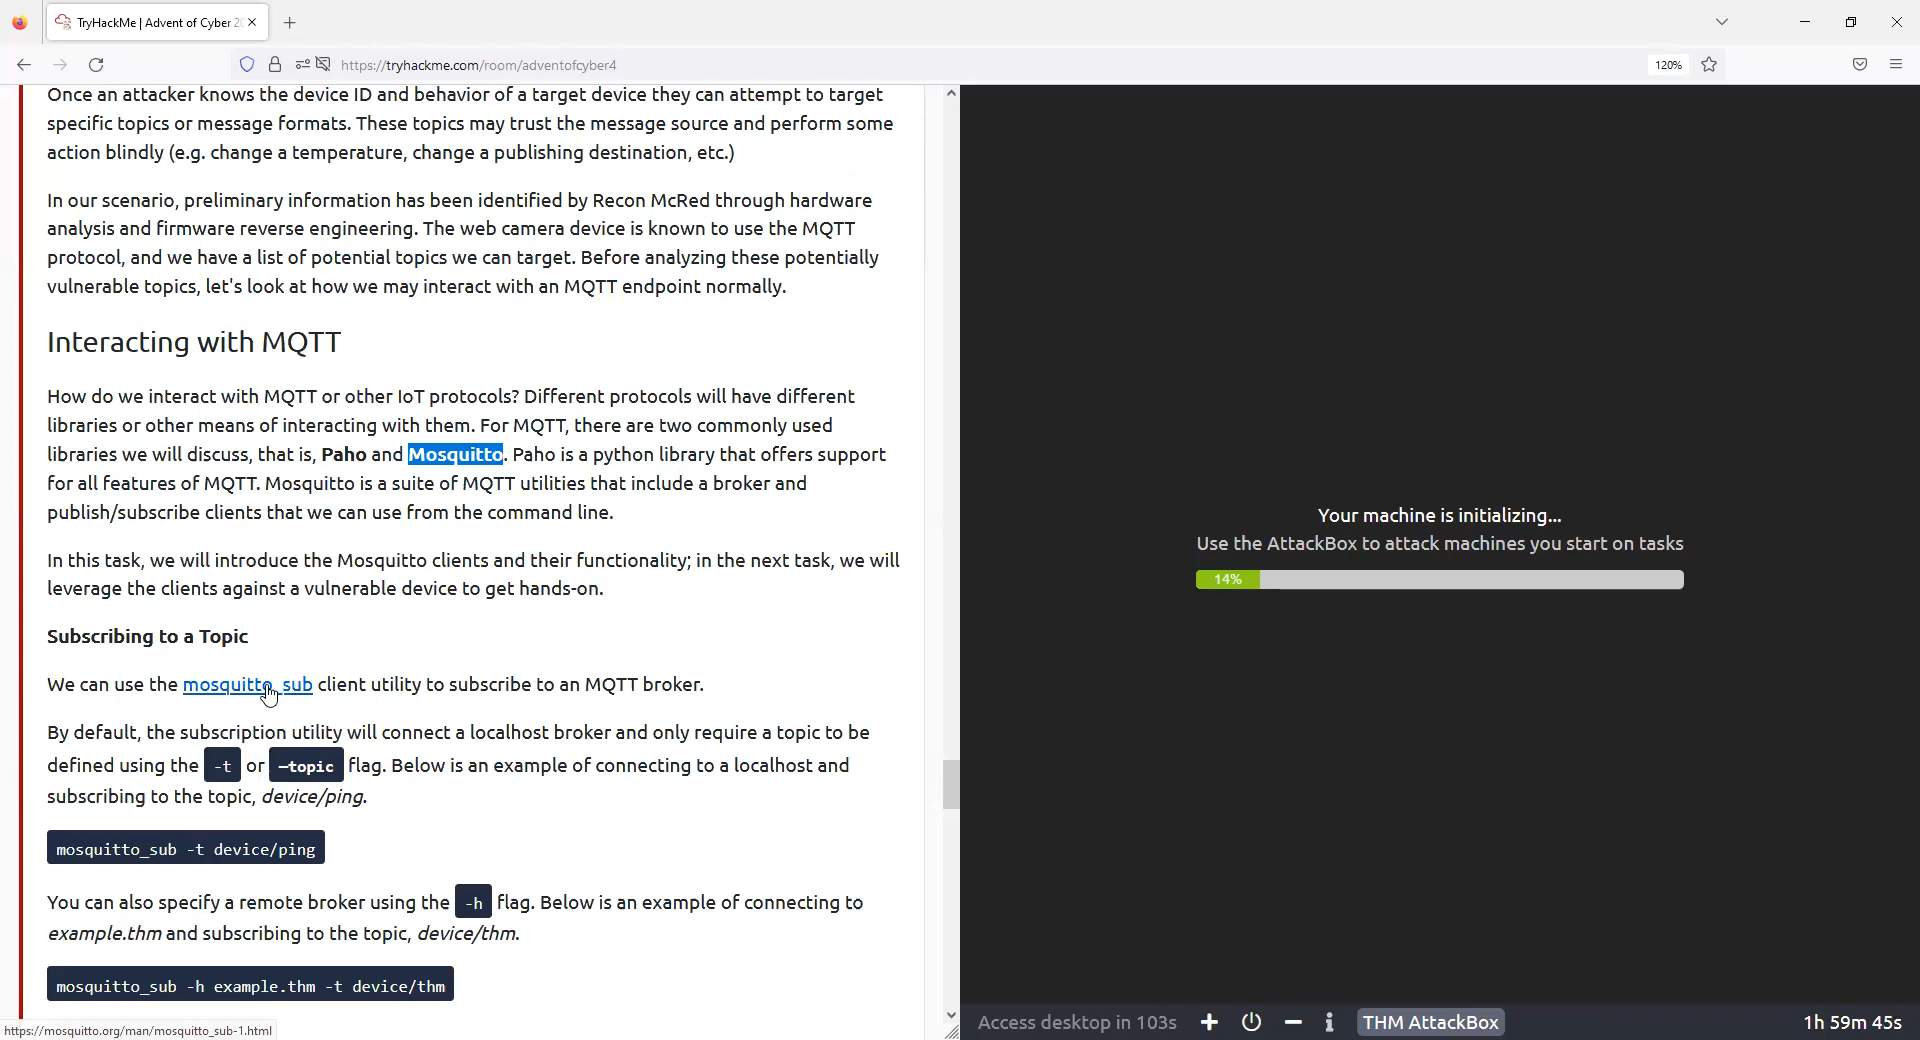 TryHackMe | Advent of Cyber 20
https://tryhackme.com/room/adventofcyber4
120%
Once an attacker knows the device ID and behavior of a target device they can attempt to target
specific topics or message formats. These topics may trust the message source and perform some
action blindly (e.g. change a temperature, change a publishing destination, etc.)
In our scenario, preliminary information has been identified by Recon McRed through hardware
analysis and firmware reverse engineering. The web camera device is known to use the MQTT
protocol, and we have a list of potential topics we can target. Before analyzing these potentially
vulnerable topics, let's look at how we may interact with an MQTT endpoint normally.
Interacting with MQTT
How do we interact with MQTT or other IoT protocols? Different protocols will have different
libraries or other means of interacting with them. For MQTT, there are two commonly used
libraries we will discuss, that is, Paho and Mosquitto. Paho is a python library that offers support
for all features of MQTT. Mosquitto is a suite of MQTT utilities that include a broker and
publish/subscribe clients that we can use from the command line.
In this task, we will introduce the Mosquitto clients and their functionality; in the next task, we will
leverage the clients against a vulnerable device to get hands-on.
Subscribing to a Topic
We can use the mosquitto_sub client utility to subscribe to an MQTT broker.
By default, the subscription utility will connect a localhost broker and only require a topic to be
defined using the -t or —topic flag. Below is an example of connecting to a localhost and
subscribing to the topic, device/ping.
mosquitto_sub -t device/ping
You can also specify a remote broker using the -h flag. Below is an example of connecting to
example.thm and subscribing to the topic, device/thm.
mosquitto_sub -h example.thm -t device/thm
https://mosquitto.org/man/mosquitto_sub-1.html
Your machine is initializing...
Use the AttackBox to attack machines you start on tasks
14%
Access desktop in 103s
THM AttackBox
1h 59m 45s